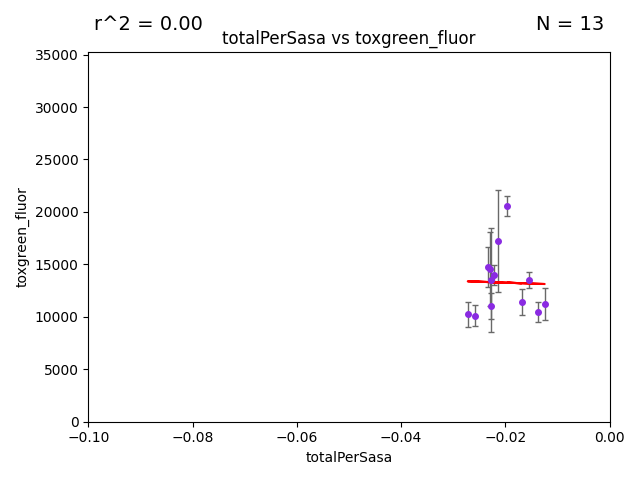 r^2 = 0.00
N = 13
totalPerSasa vs toxgreen_fluor
35000
30000
25000
20000
15000
10000
5000
0
toxgreen_fluor
−0.10
−0.08
−0.06
−0.04
−0.02
0.00
totalPerSasa